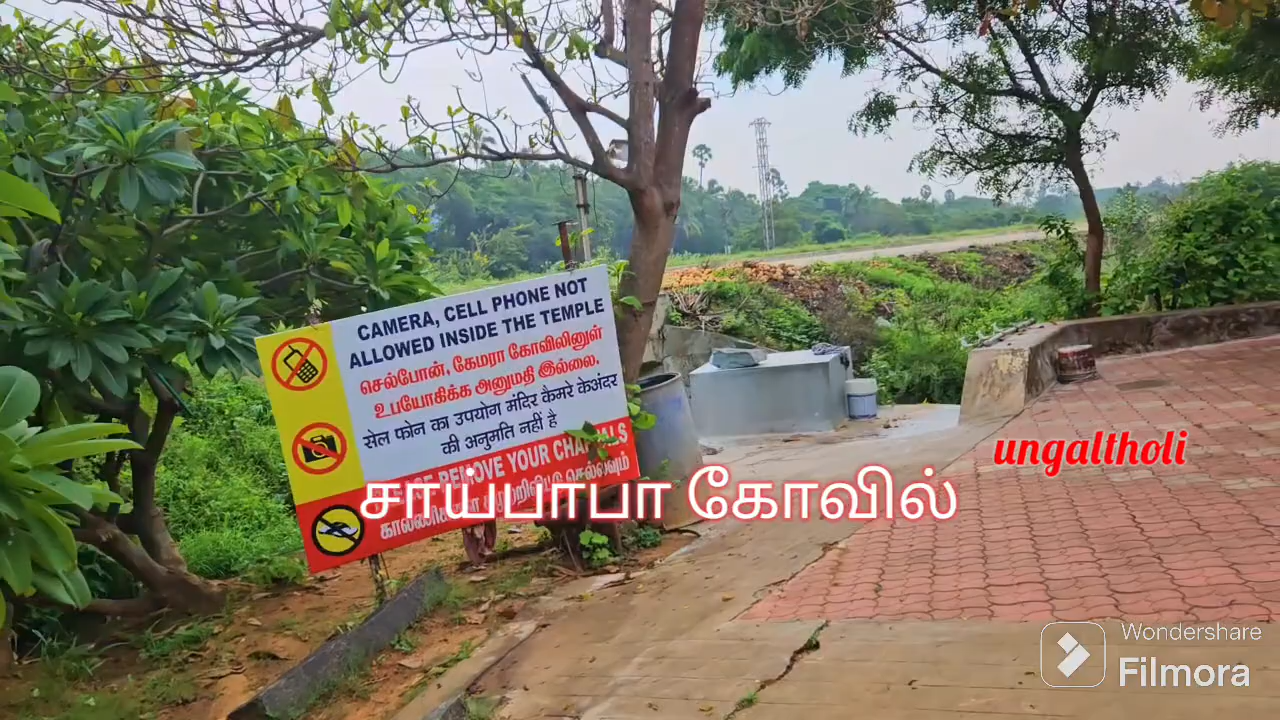 CAMERA, CELL PHONE NOT
ALLOWED INSIDE THE TEMPLE
செல்போன், கேமரா கோவிலினுள்
உபயோகிக்க அனுமதி இல்லை.
सेल फोन का उपयोग मंदिर कैमरे केअंदर
की अनुमति नहीं है
REMOVE YOUR CHAPPALS
சாய்பாபா கோவில்
ungaltholi
Wondershare
Filmora